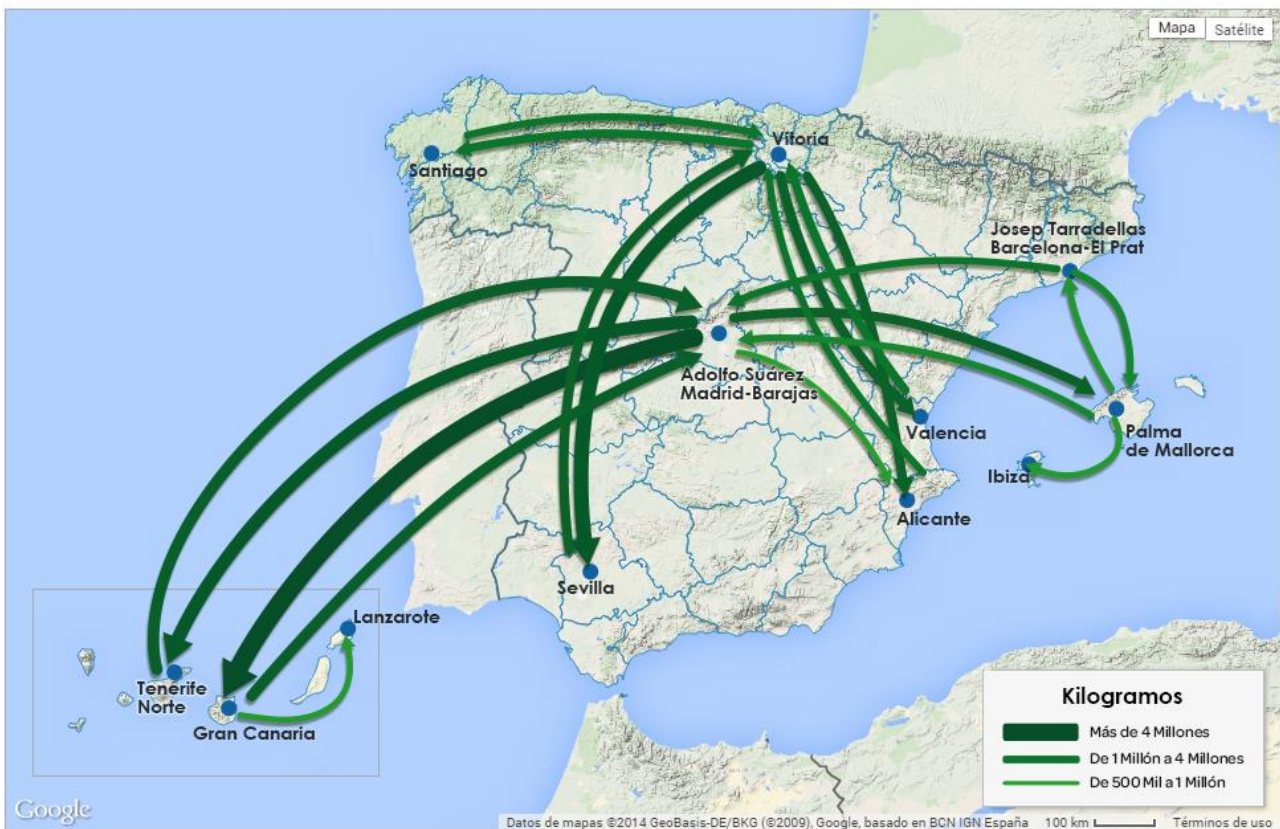 Mapa
Satélite
Vitoria
Santiago
Josep Tarradellas
Barcelona-El Prat
Adolfo Suárez
Madrid-Barajas
Valencia
Palma
de Mallorca
Ibiza
Alicante
Sevilla
Lanzarote
Tenerife
Norte
Gran Canaria
Kilogramos
Más de 4 Millones
De 1 Millón a 4 Millones
De 500 Mil a 1 Millón
Google
Datos de mapas ©2014 GeoBasis-DE/BKG (©2009), Google, basado en BCN IGN España
100 km
Términos de uso